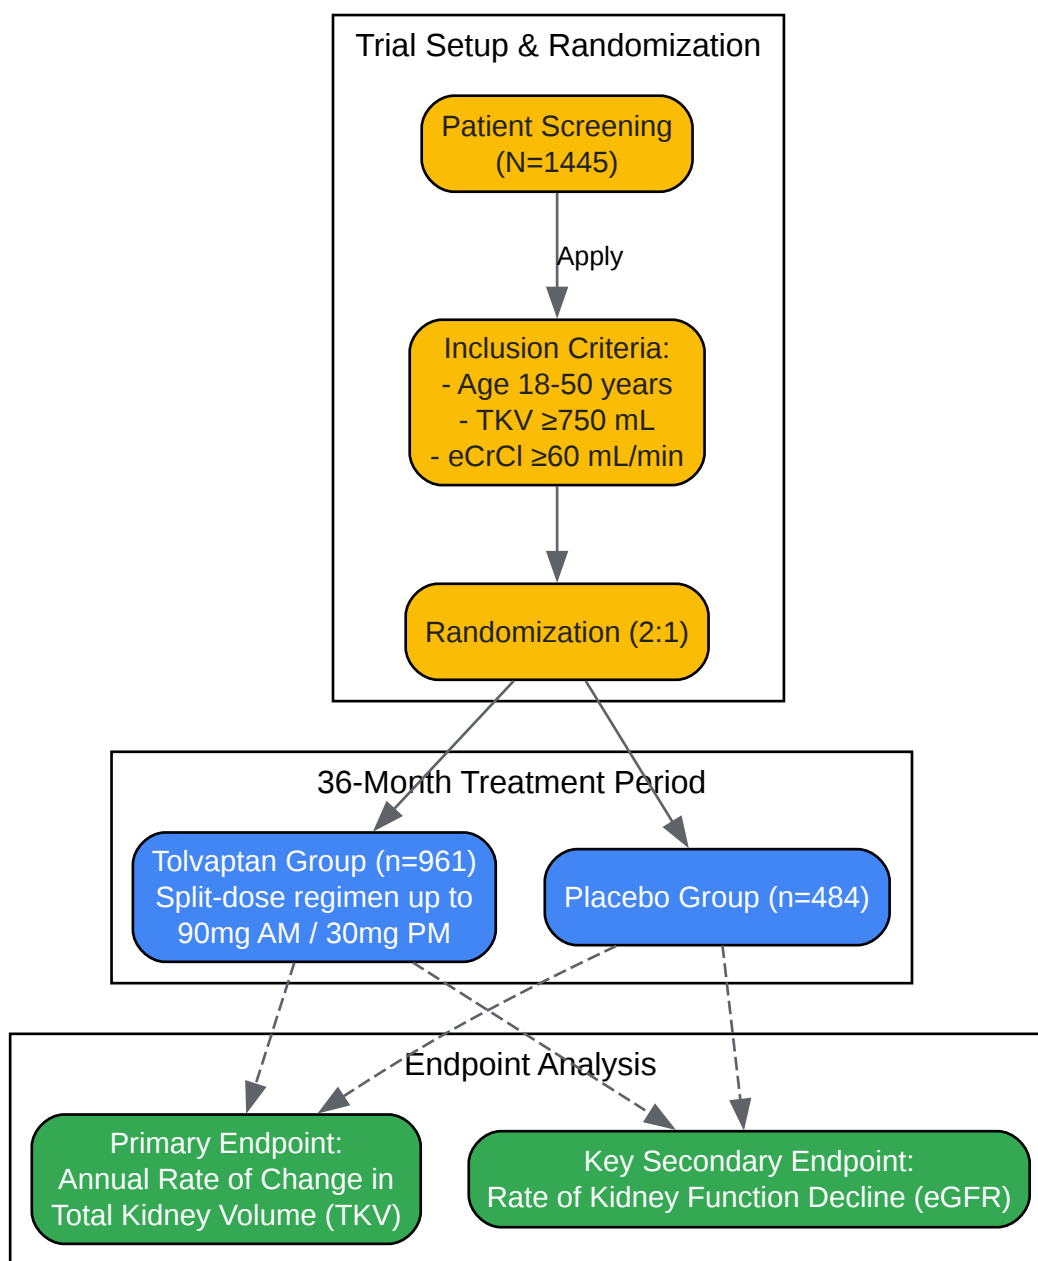 Trial Setup & Randomization
Patient Screening
(N=1445)
Apply
Inclusion Criteria:
- Age 18-50 years
- TKV ≥750 mL
- eCrCl ≥60 mL/min
Randomization (2:1)
36-Month Treatment Period
Tolvaptan Group (n=961)
Split-dose regimen up to
90mg AM / 30mg PM
Placebo Group (n=484)
Endpoint Analysis
Primary Endpoint:
Annual Rate of Change in
Total Kidney Volume (TKV)
Key Secondary Endpoint:
Rate of Kidney Function Decline (eGFR)